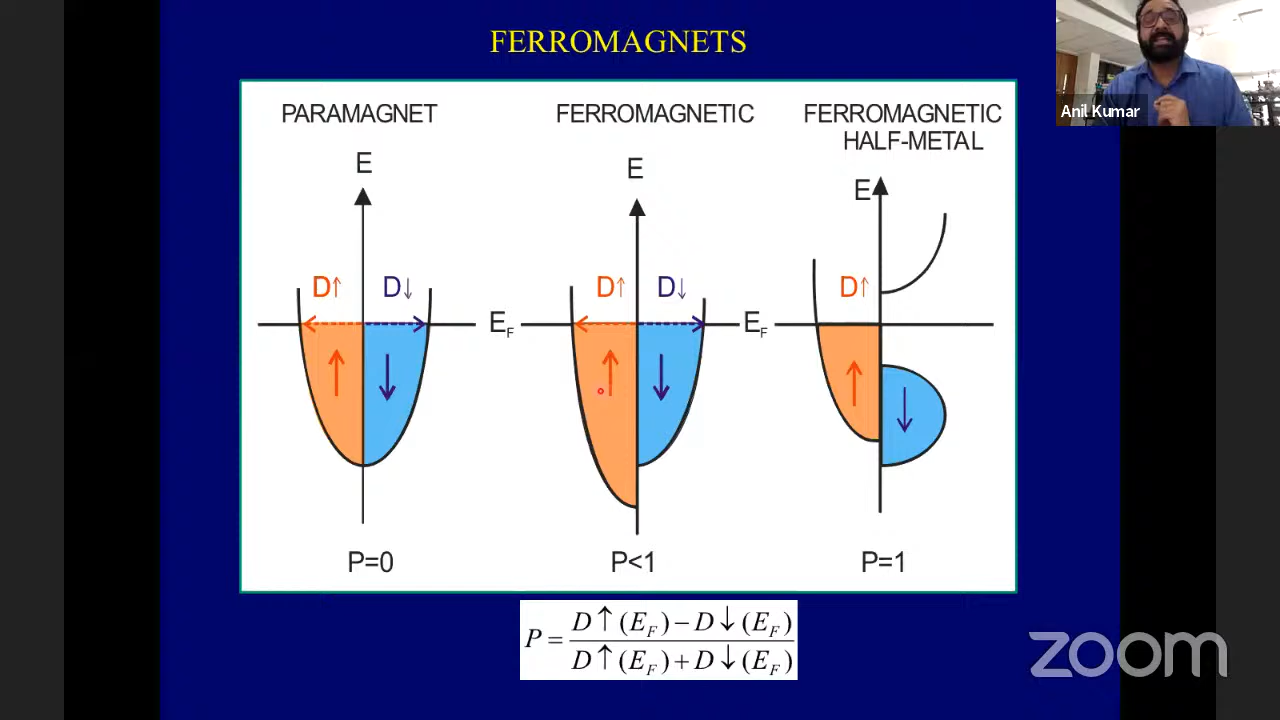 FERROMAGNETS
Anil Kumar
PARAMAGNET
FERROMAGNETIC
FERROMAGNETIC
HALF-METAL
E
E
E
D↑ D↓
D↑ D↓
D↑
E_F
E_F
↑ ↓
↑ ↓
↑ ↓
P=0
P<1
P=1
P = D↑(E_F) − D↓(E_F)
D↑(E_F) + D↓(E_F)
zoom